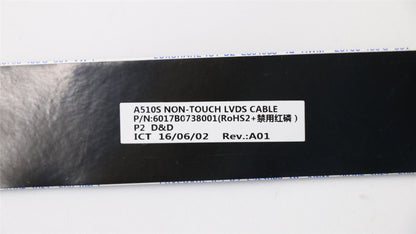 A510S NON-TOUCH LVDS CABLE
P/N:6017B0738001(RoHS2+禁用红磷)
P2 D&D
ICT 16/06/02 Rev.:A01